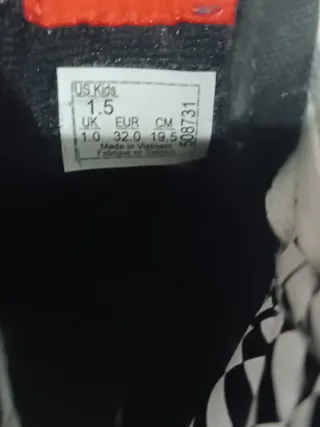 US Kids
1.5
UK EUR CM
1.0 32.0 19.5
Made in Vietnam
Fabriqué au Vietnam
508731